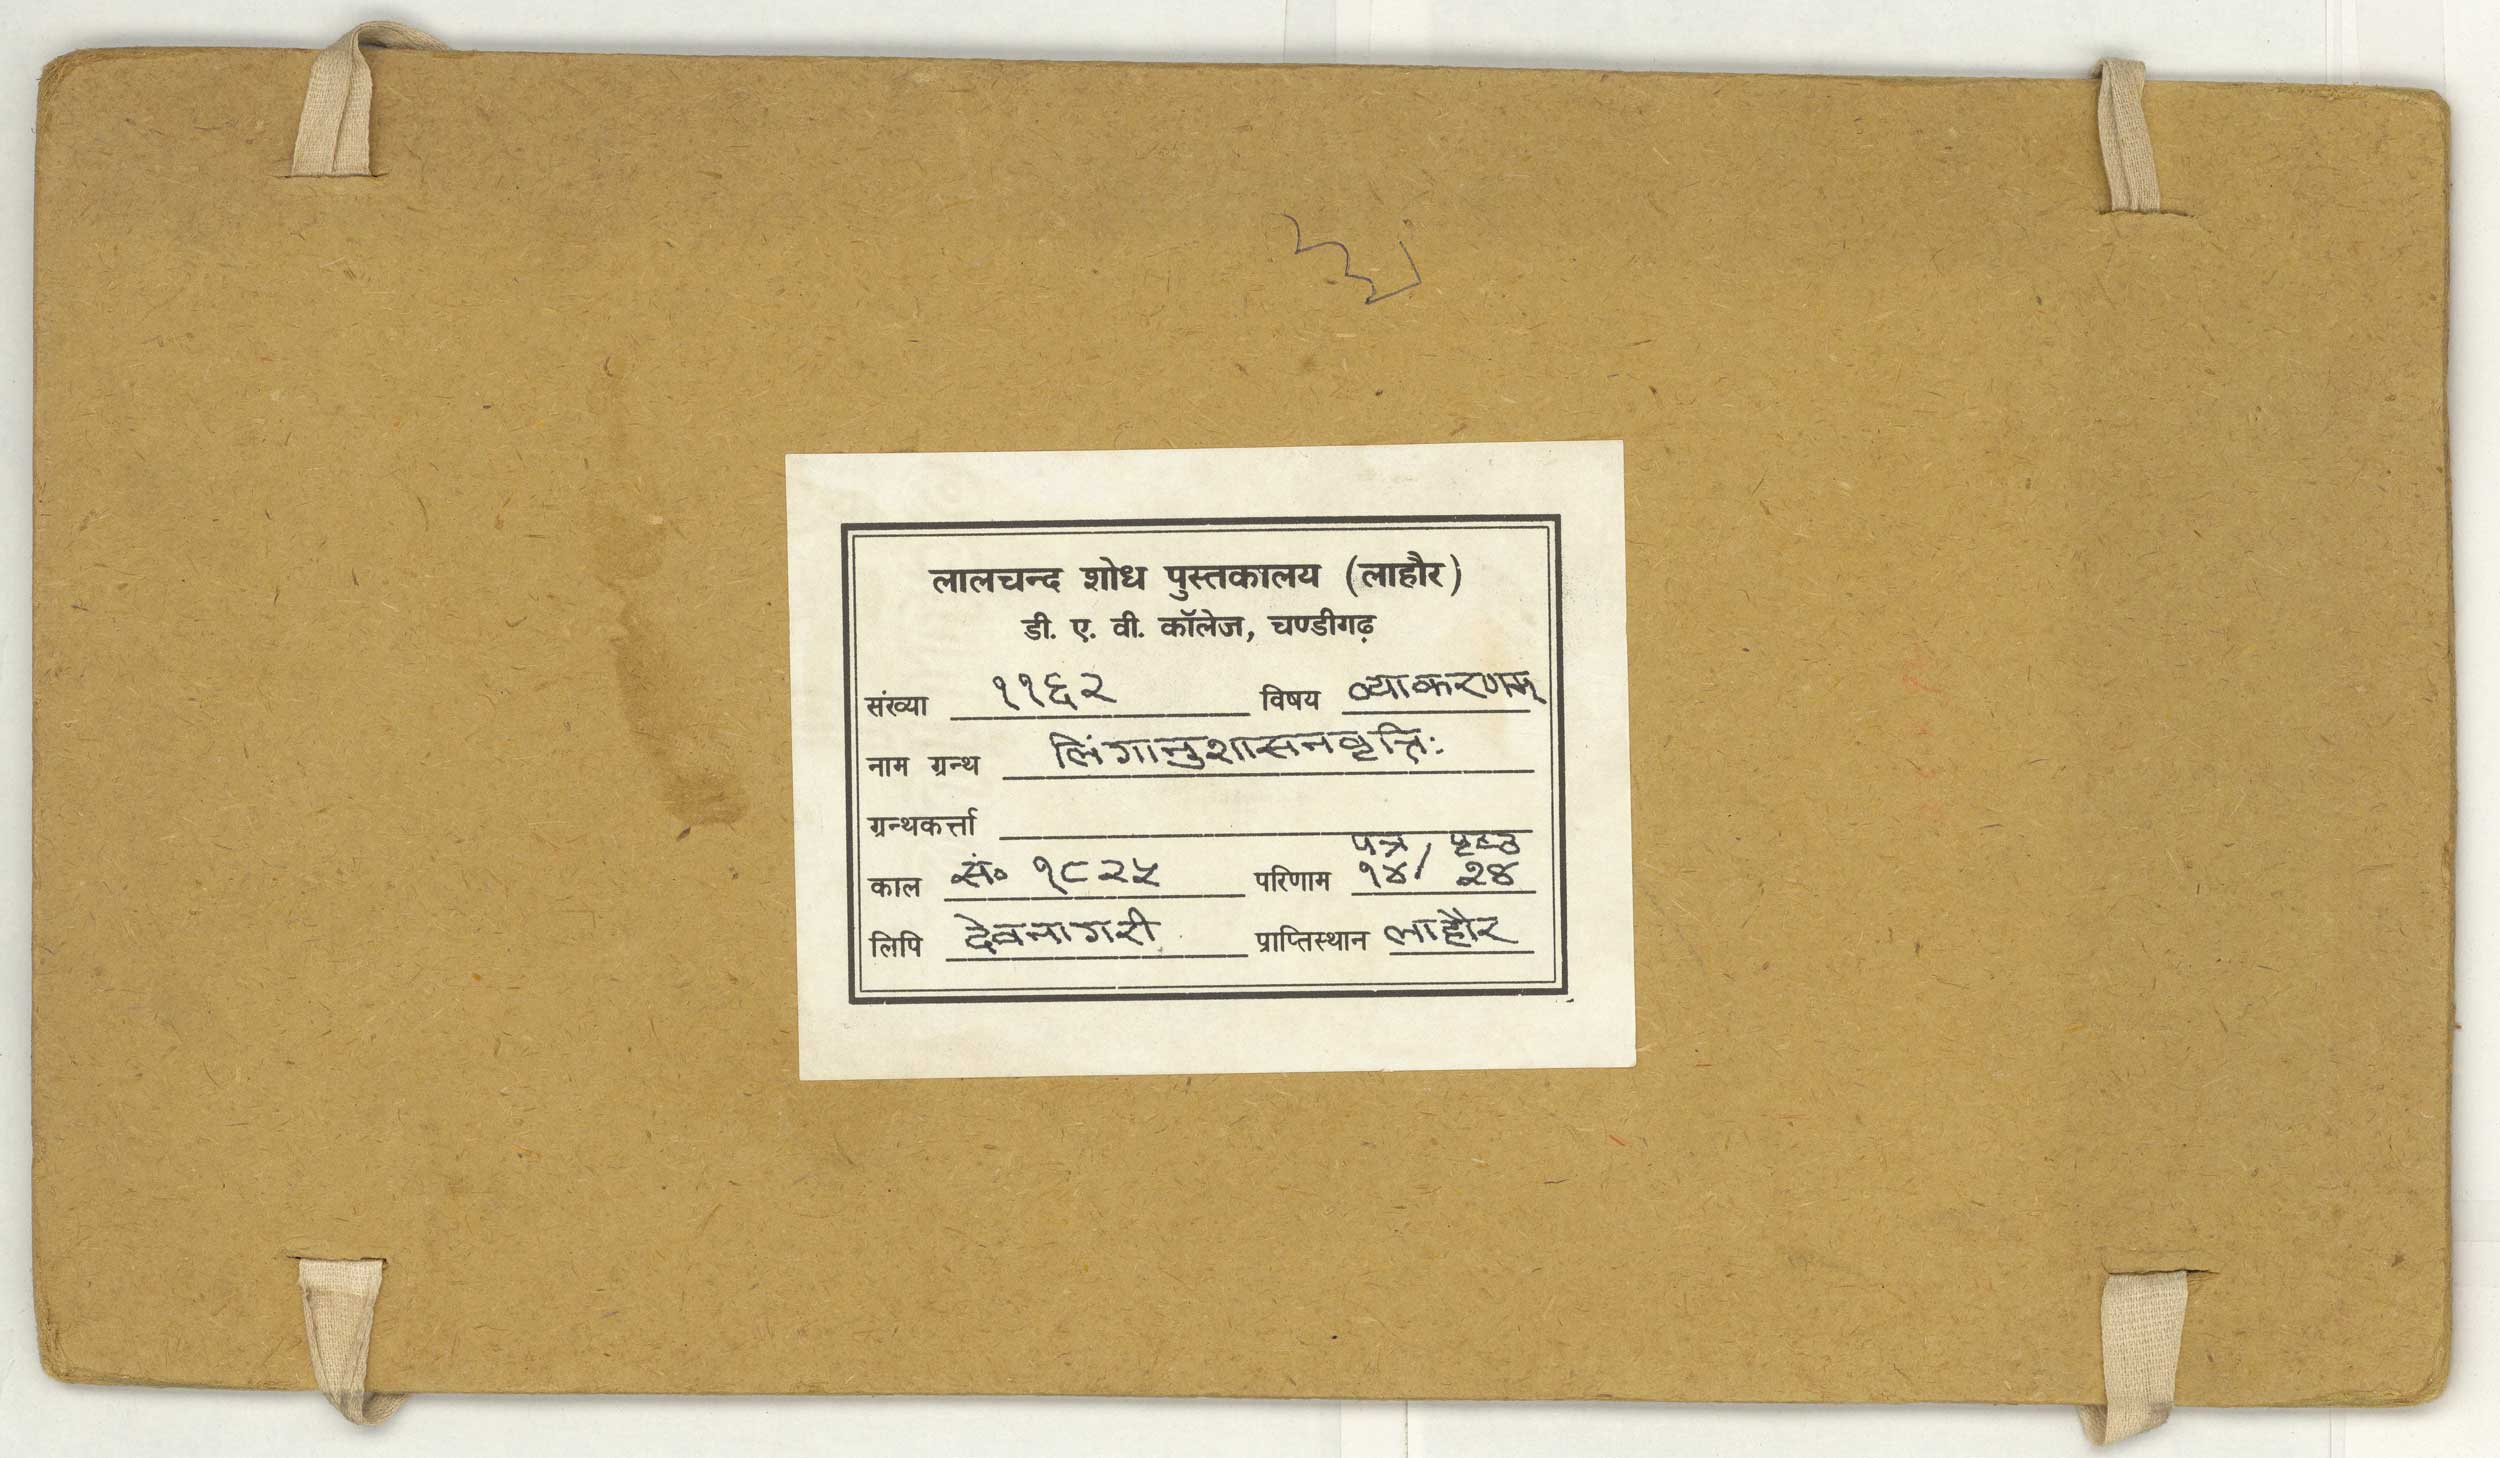 लालचन्द शोध पुस्तकालय (लाहौर)
डी. ए. वी. कॉलेज, चण्डीगढ़
संख्या ११६२ विषय व्याकरणम्
नाम ग्रन्थ लिंगानुशासनवृत्तिः
ग्रन्थकर्त्ता
पत्र / पृष्ठ
काल सं० १८२५ परिणाम १४/ २४
लिपि देवनागरी प्राप्तिस्थान लाहौर